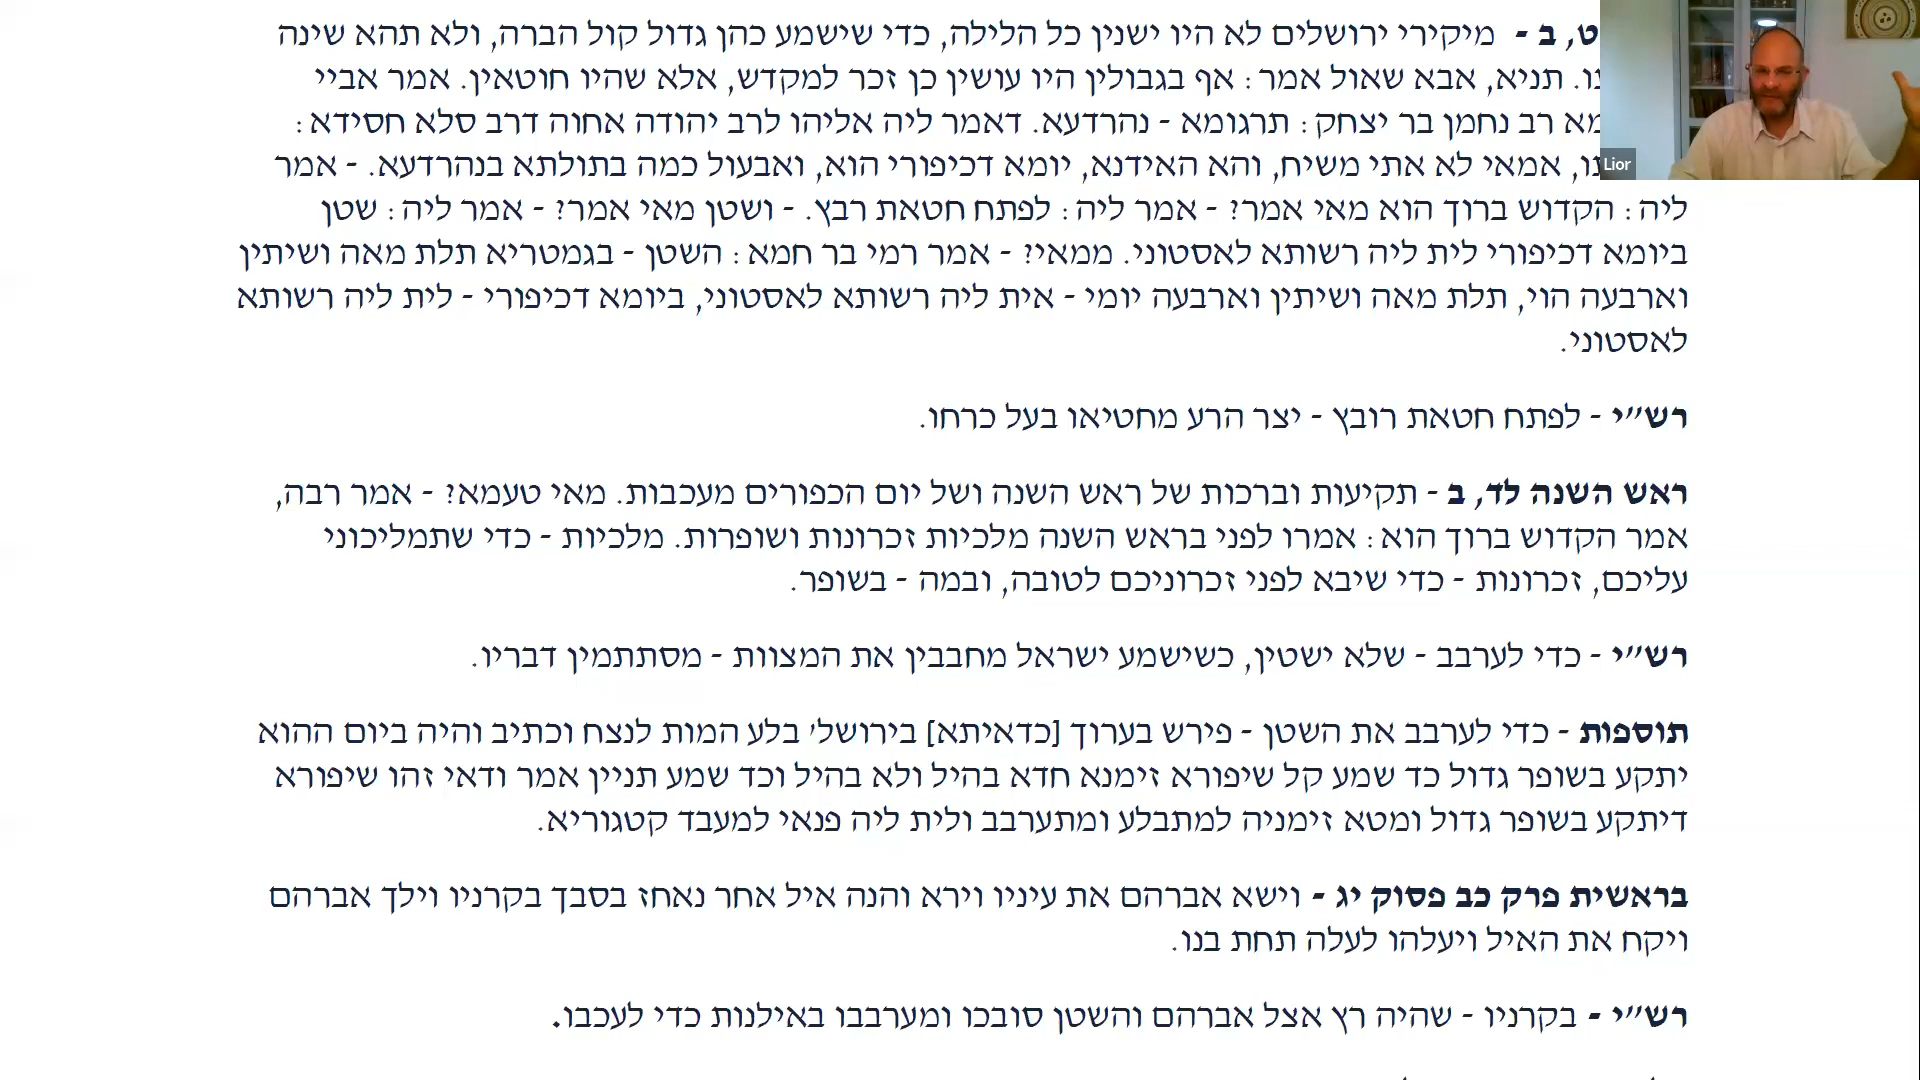 ט, ב - מיקירי ירושלים לא היו ישנין כל הלילה, כדי שישמע כהן גדול קול הברה, ולא תהא שינה
נו. תניא, אבא שאול אמר: אף בגבולין היו עושין כן זכר למקדש, אלא שהיו חוטאין. אמר אביי
מא רב נחמן בר יצחק: תרגומא - נהרדעא. דאמר ליה אליהו לרב יהודה אחוה דרב סלא חסידא:
תו, אמאי לא אתי משיח, והא האידנא, יומא דכיפורי הוא, ואבעול כמה בתולתא בנהרדעא. - אמר
ליה: הקדוש ברוך הוא מאי אמר? - אמר ליה: לפתח חטאת רבץ. - ושטן מאי אמר? - אמר ליה: שטן
ביומא דכיפורי לית ליה רשותא לאסטוני. ממאי? - אמר רמי בר חמא: השטן - בגמטריא תלת מאה ושיתין
וארבעה הוי, תלת מאה ושיתין וארבעה יומי - אית ליה רשותא לאסטוני, ביומא דכיפורי - לית ליה רשותא
לאסטוני.
רש״י - לפתח חטאת רובץ - יצר הרע מחטיאו בעל כרחו.
ראש השנה לד, ב - תקיעות וברכות של ראש השנה ושל יום הכפורים מעכבות. מאי טעמא? - אמר רבה,
אמר הקדוש ברוך הוא: אמרו לפני בראש השנה מלכיות זכרונות ושופרות. מלכיות - כדי שתמליכוני
עליכם, זכרונות - כדי שיבא לפני זכרוניכם לטובה, ובמה - בשופר.
רש״י - כדי לערבב - שלא ישטין, כשישמע ישראל מחבבין את המצוות - מסתתמין דבריו.
תוספות - כדי לערבב את השטן - פירש בערוך [כדאיתא] בירושל׳ בלע המות לנצח וכתיב והיה ביום ההוא
יתקע בשופר גדול כד שמע קל שיפורא זימנא חדא בהיל ולא בהיל וכד שמע תניין אמר ודאי זהו שיפורא
דיתקע בשופר גדול ומטא זימניה למתבלע ומתערבב ולית ליה פנאי למעבד קטגוריא.
בראשית פרק כב פסוק יג - וישא אברהם את עיניו וירא והנה איל אחר נאחז בסבך בקרניו וילך אברהם
ויקח את האיל ויעלהו לעלה תחת בנו.
רש״י - בקרניו - שהיה רץ אצל אברהם והשטן סובכו ומערבבו באילנות כדי לעכבו.
Lior